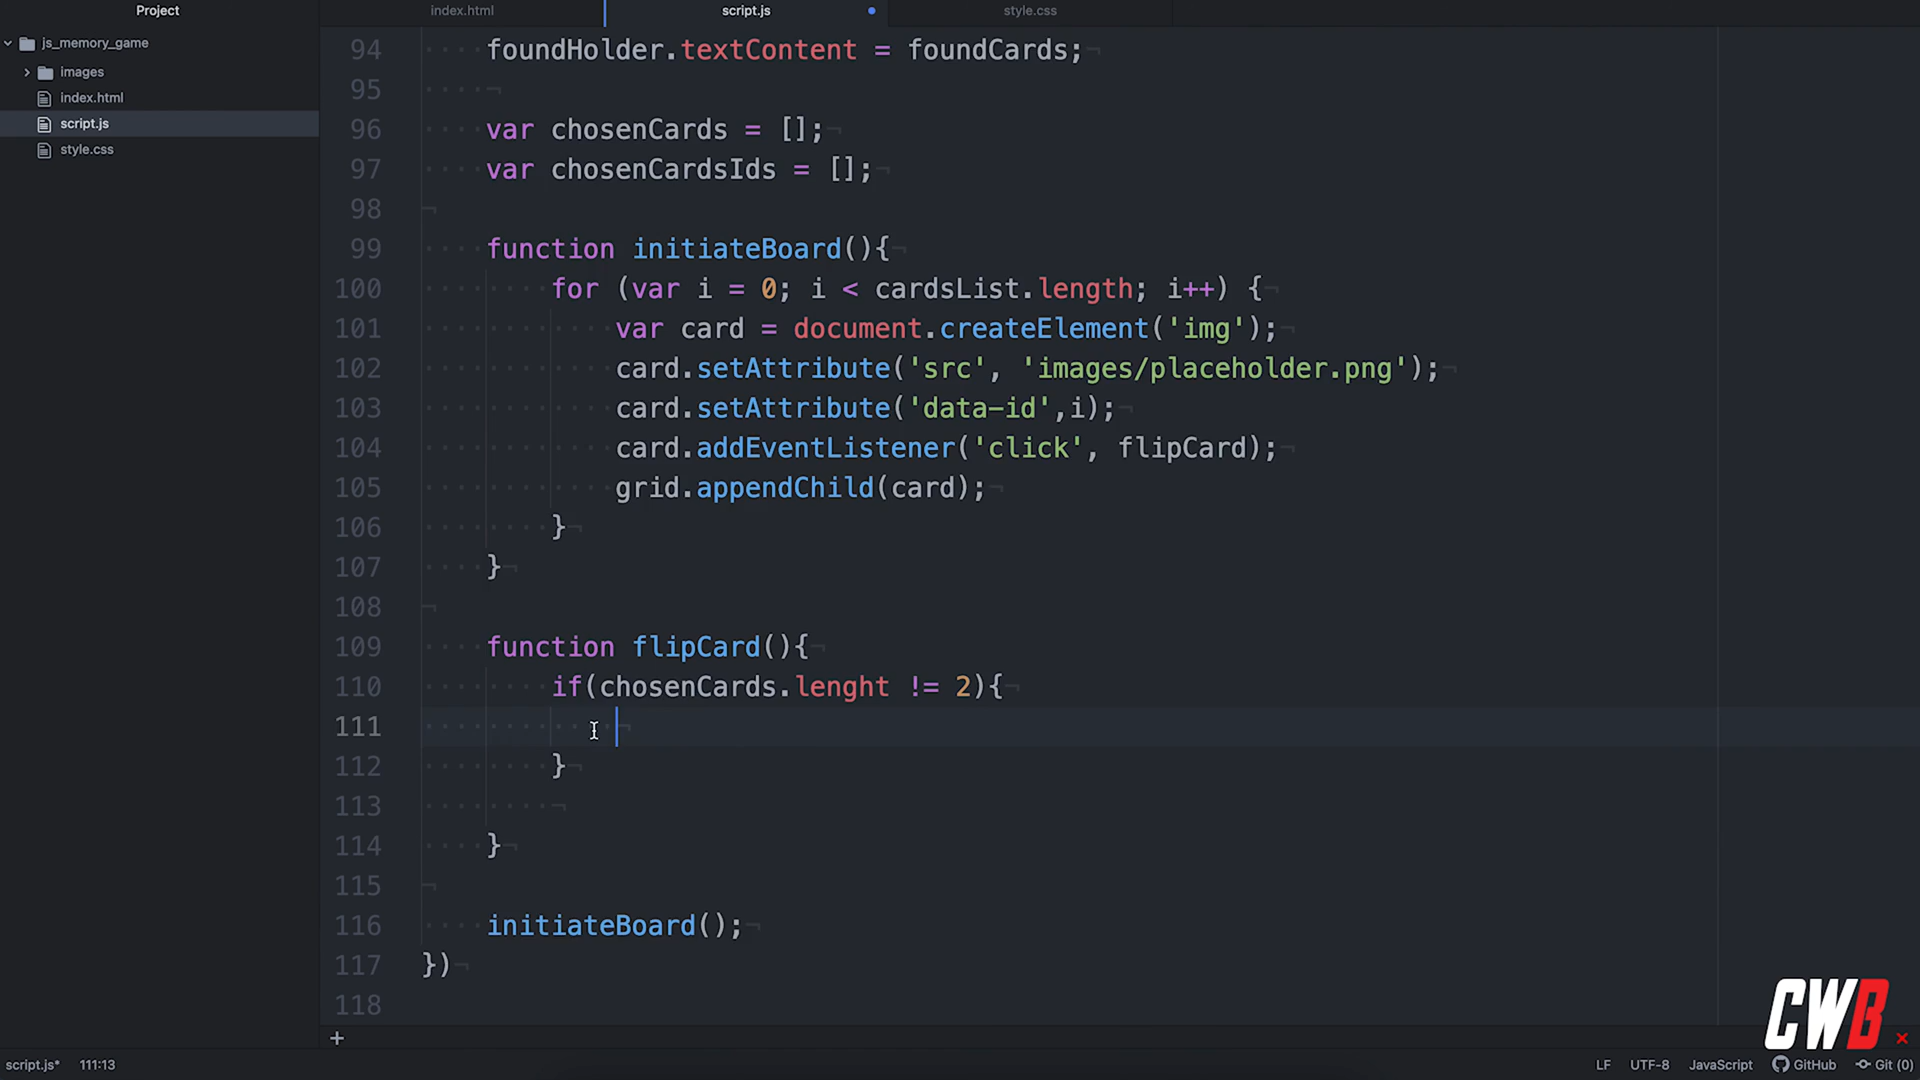 Project
index.html
script.js
style.css
js_memory_game
images
index.html
script.js
style.css
94 foundHolder.textContent = foundCards;
95
96 var chosenCards = [];
97 var chosenCardsIds = [];
98
99 function initiateBoard(){
100 for (var i = 0; i < cardsList.length; i++) {
101 var card = document.createElement('img');
102 card.setAttribute('src', 'images/placeholder.png');
103 card.setAttribute('data-id',i);
104 card.addEventListener('click', flipCard);
105 grid.appendChild(card);
106 }
107 }
108
109 function flipCard(){
110 if(chosenCards.lenght != 2){
111
112 }
113
114 }
115
116 initiateBoard();
117 })
118
+
CWB
script.js* 111:13
LF UTF-8 JavaScript GitHub Git (0)